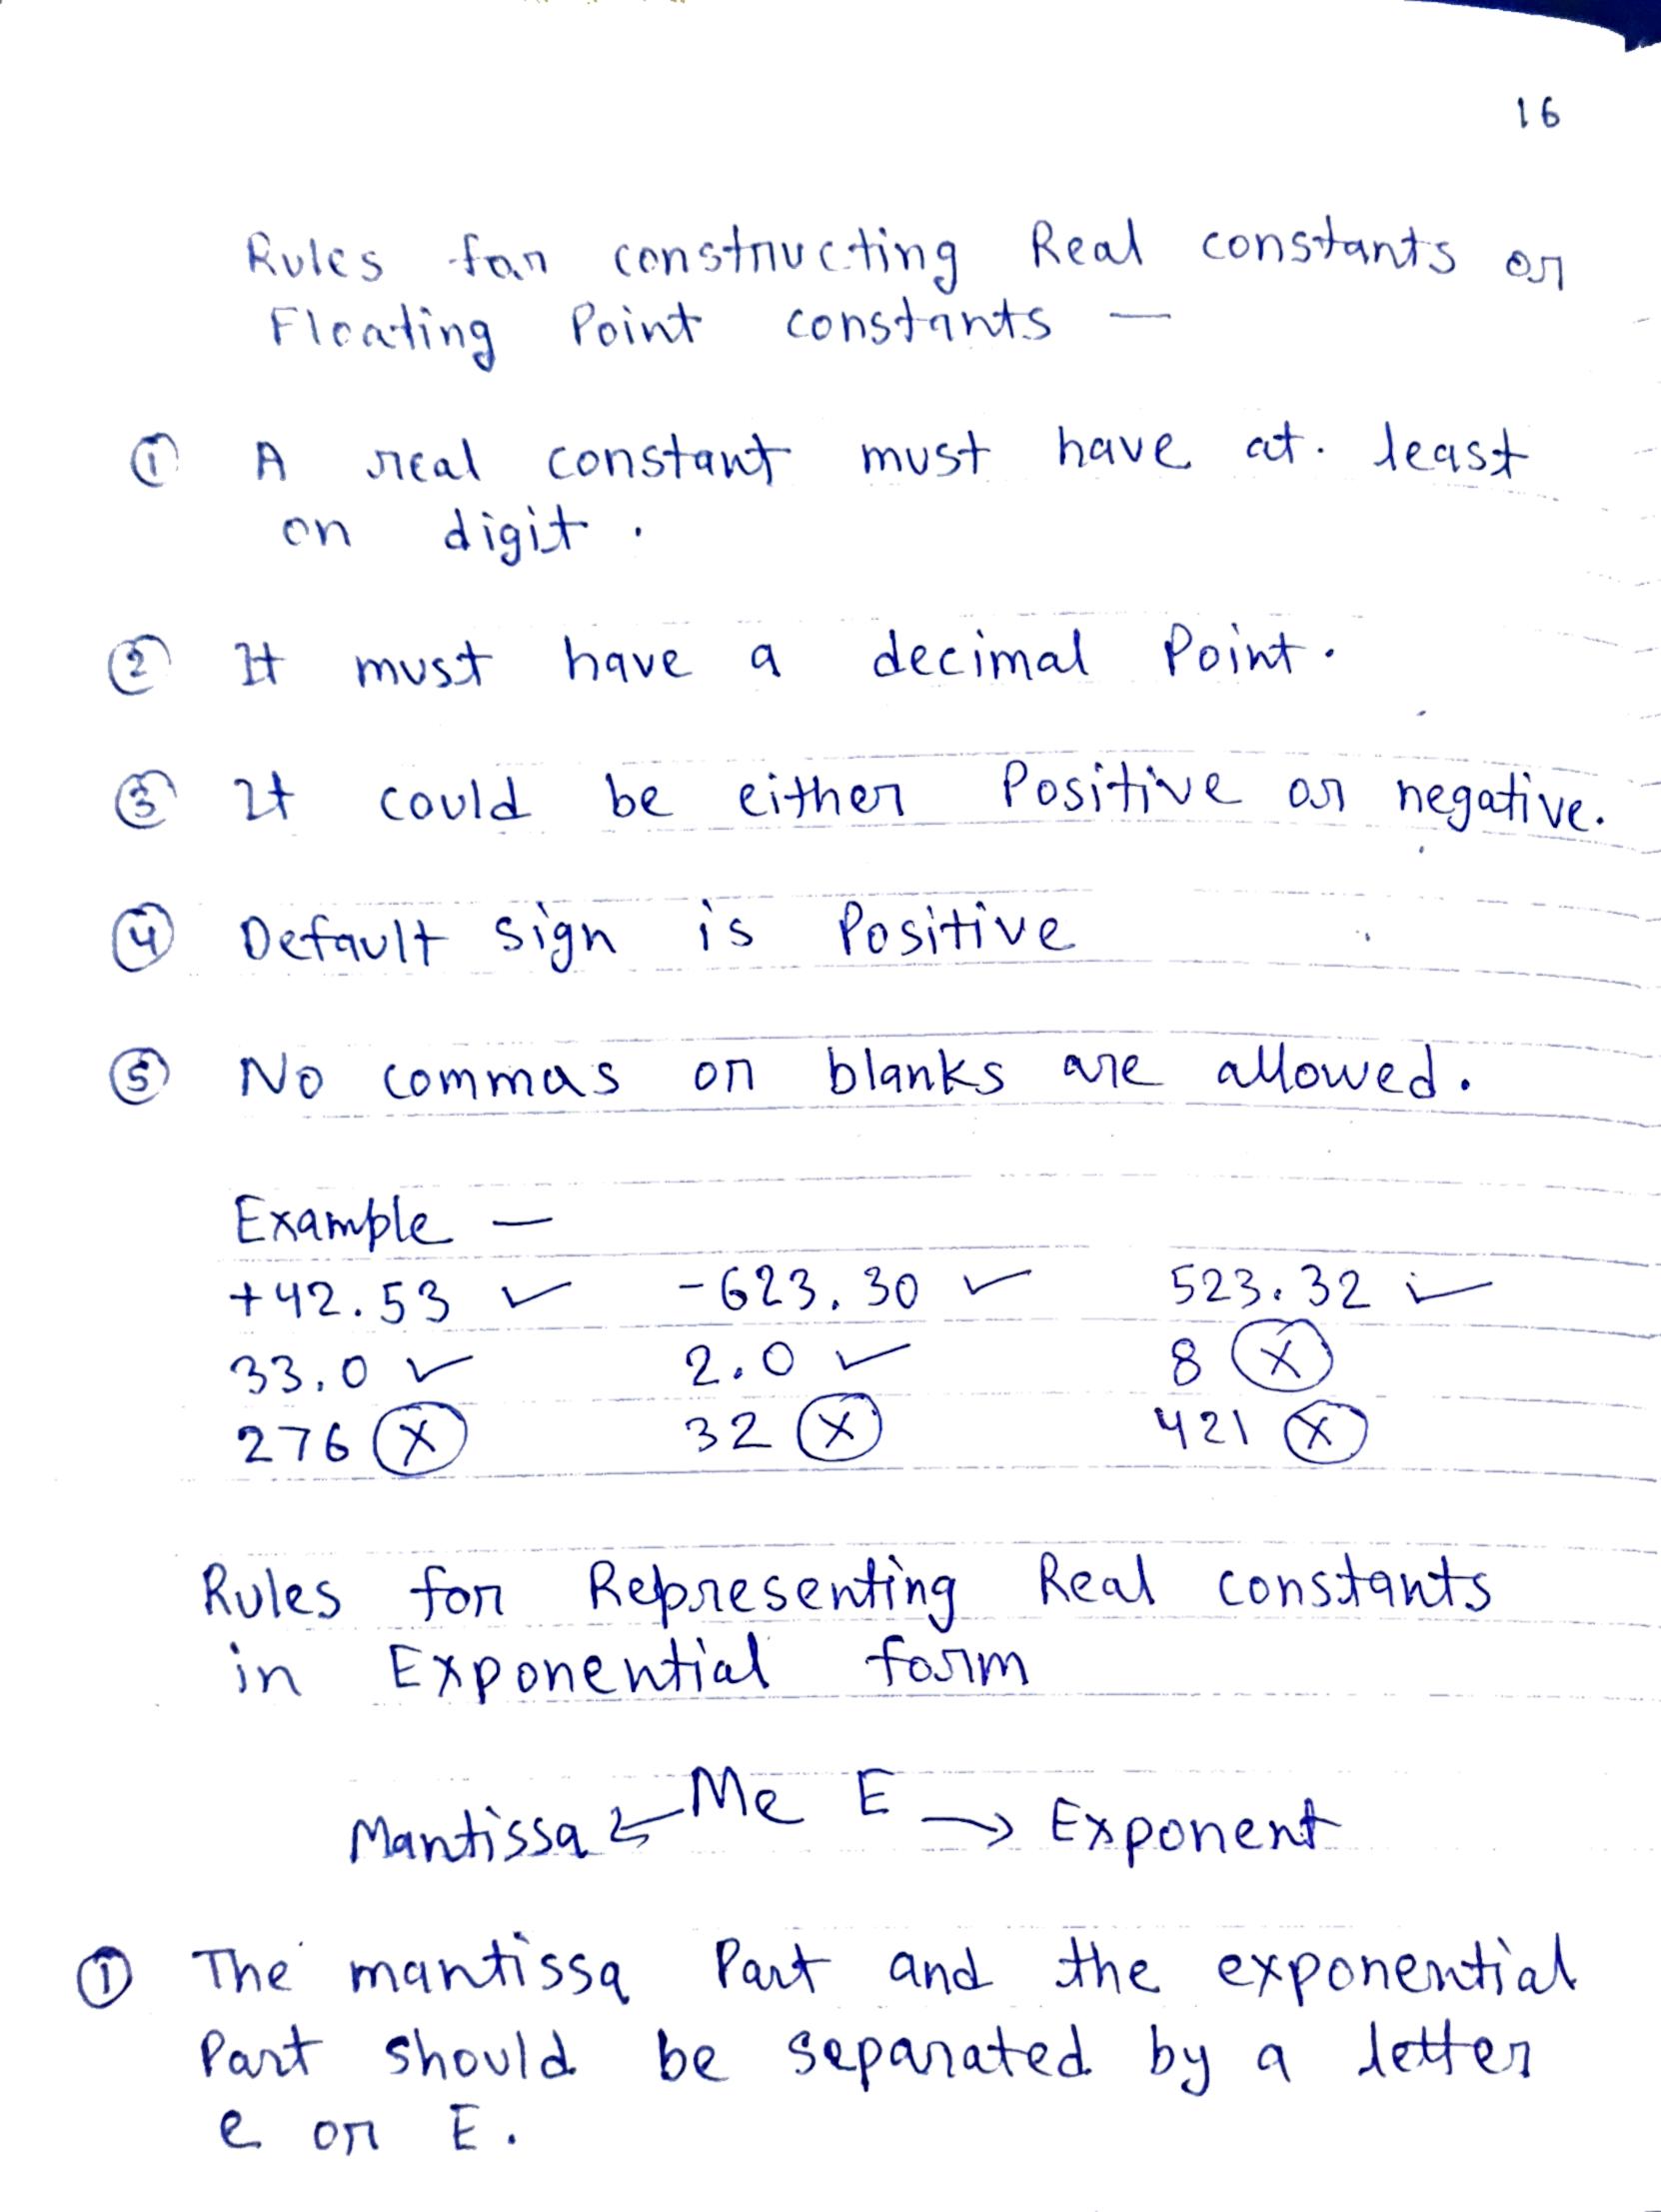 16
Rules for constructing Real constants or
Floating Point constants —
① A real constant must have at. least
on digit.
② It must have a decimal Point.
③ It could be either Positive or negative.
④ Default sign is Positive
⑤ No commas or blanks are allowed.
Example —
+42.53 ✓ -623.30 ✓ 523.32 ✓
33.0 ✓ 2.0 ✓ 8 ⓧ
276 ⓧ 32 ⓧ 421 ⓧ
Rules for Representing Real constants
in Exponential form
Mantissa ← Me E → Exponent
① The mantissa Part and the exponential
Part should be separated by a letter
e or E.